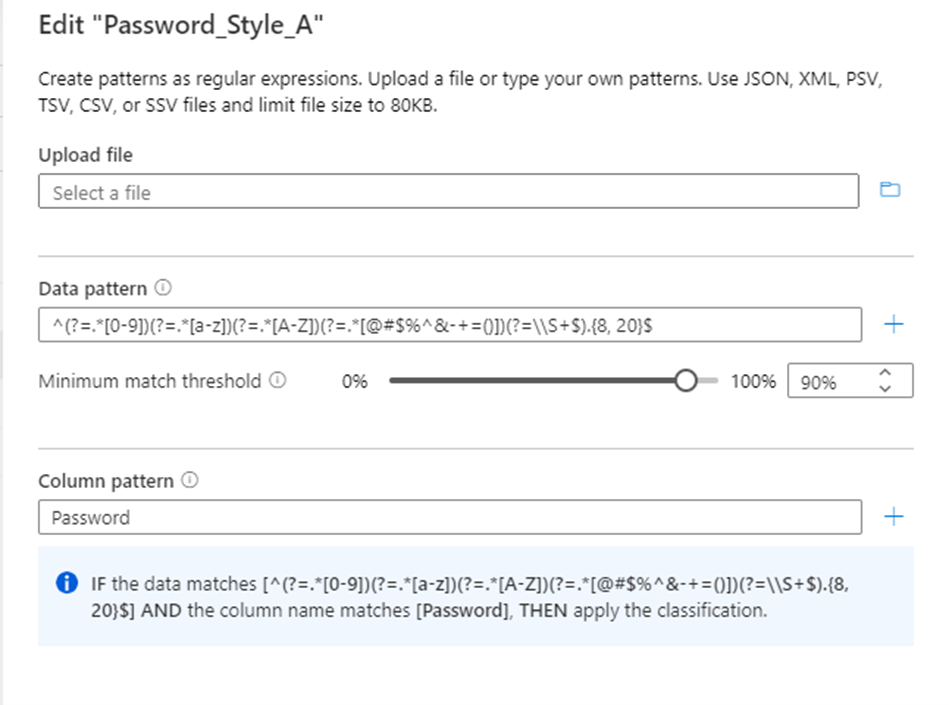 Edit "Password_Style_A"
Create patterns as regular expressions. Upload a file or type your own patterns. Use JSON, XML, PSV,
TSV, CSV, or SSV files and limit file size to 80KB.
Upload file
Select a file
Data pattern
^(?=.*[0-9])(?=.*[a-z])(?=.*[A-Z])(?=.*[@#$%^&-+=()])(?=\\S+$).{8, 20}$
Minimum match threshold 0% 100% 90%
Column pattern
Password
IF the data matches [^(?=.*[0-9])(?=.*[a-z])(?=.*[A-Z])(?=.*[@#$%^&-+=()])(?=\\S+$).{8,
20}$] AND the column name matches [Password], THEN apply the classification.